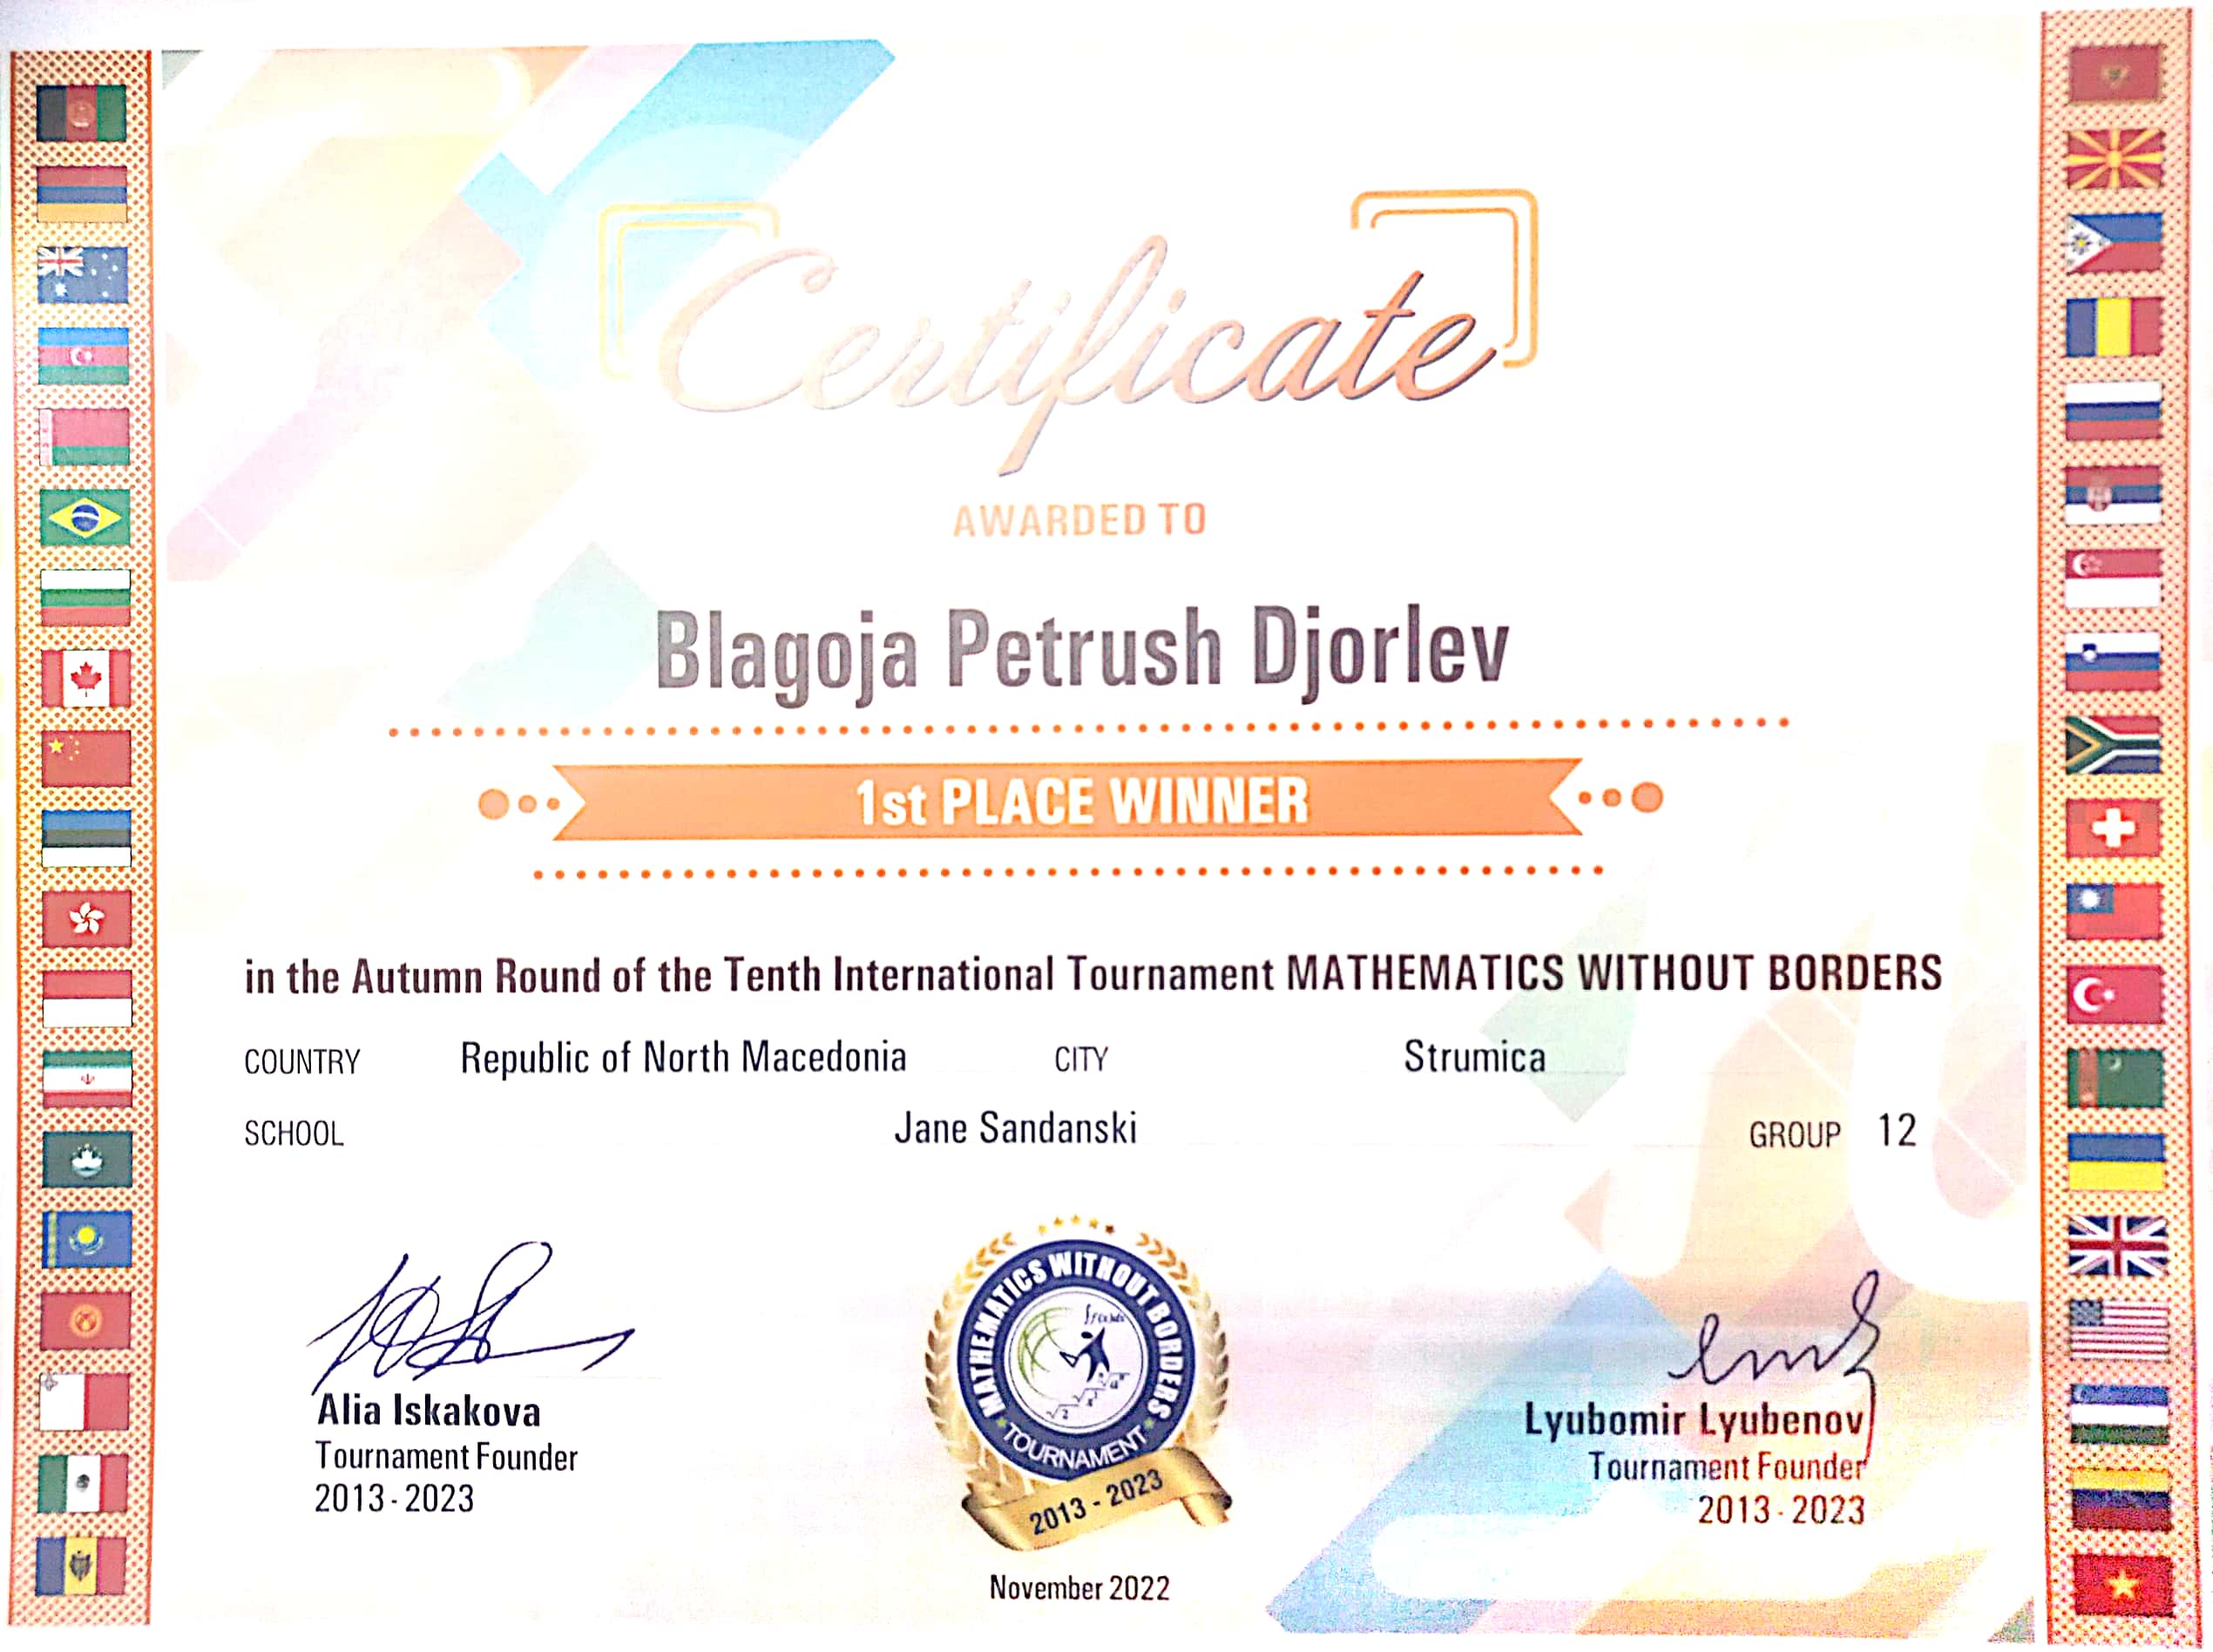 Certificate
AWARDED TO
Blagoja Petrush Djorlev
1st PLACE WINNER
in the Autumn Round of the Tenth International Tournament MATHEMATICS WITHOUT BORDERS
COUNTRY Republic of North Macedonia CITY Strumica
SCHOOL Jane Sandanski GROUP 12
MATHEMATICS WITHOUT BORDERS
TOURNAMENT
2013 - 2023
Alia Iskakova
Tournament Founder
2013 - 2023
Lyubomir Lyubenov
Tournament Founder
2013 - 2023
November 2022